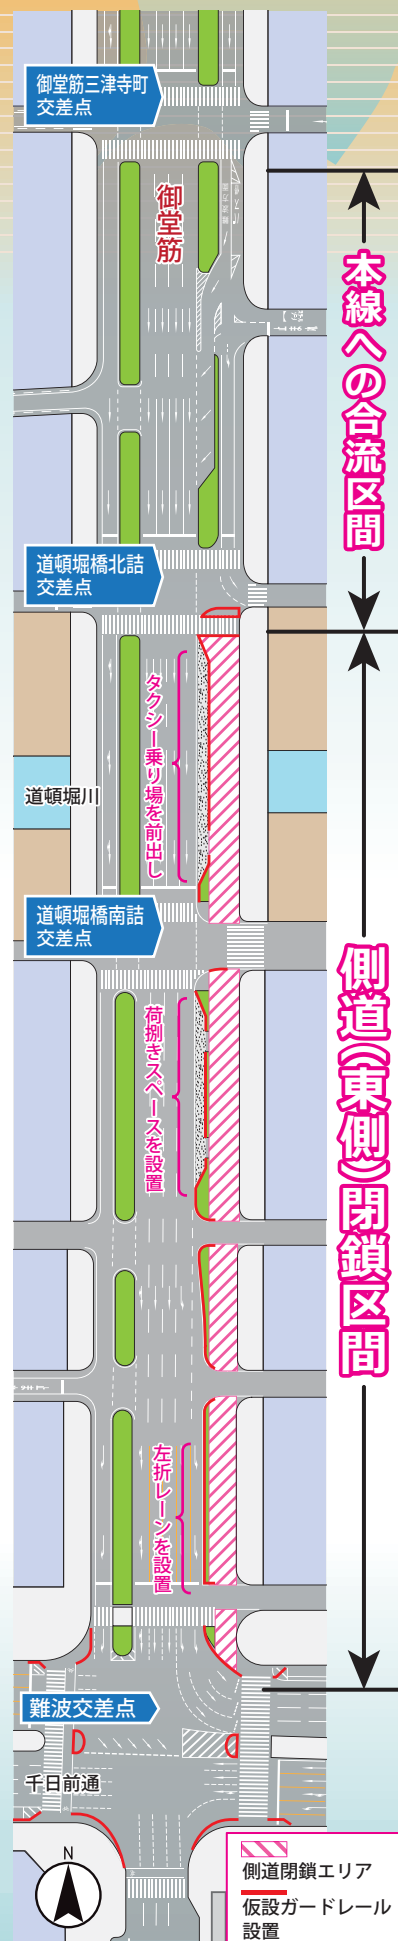 御堂筋三津寺町
交差点
御堂筋
本線への合流区間
道頓堀橋北詰
交差点
タクシー乗り場を前出し
道頓堀川
道頓堀橋南詰
交差点
側道(東側)閉鎖区間
荷捌きスペースを設置
左折レーンを設置
難波交差点
千日前通
N
側道閉鎖エリア
仮設ガードレール
設置